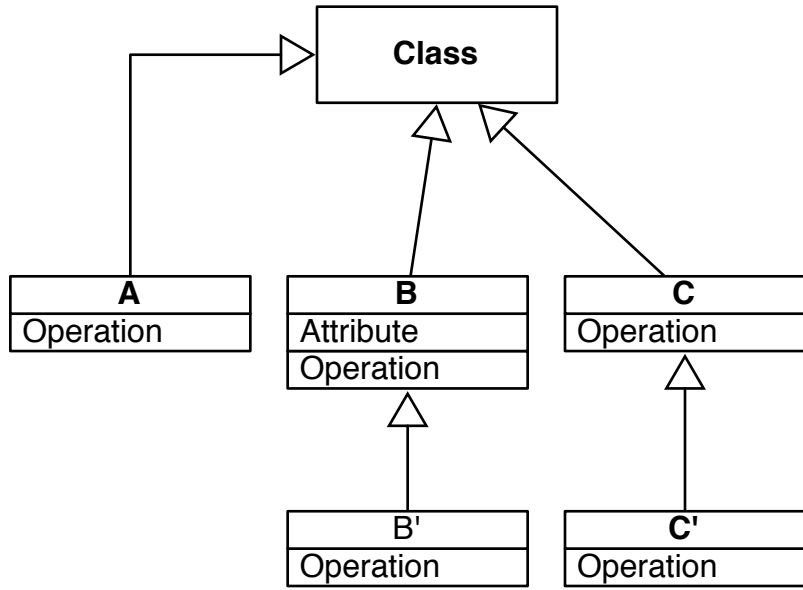 Class
A
Operation
B
Attribute
Operation
C
Operation
B'
Operation
C'
Operation